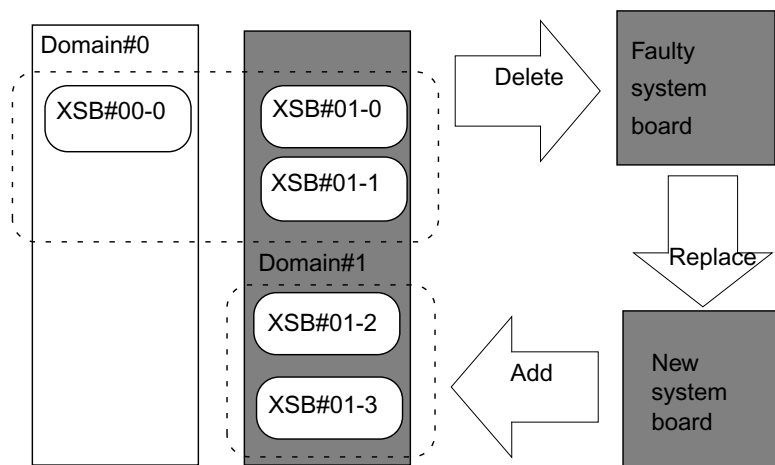 Domain#0
XSB#00-0
XSB#01-0
XSB#01-1
Domain#1
XSB#01-2
XSB#01-3
Delete
Faulty
system
board
Replace
New
system
board
Add